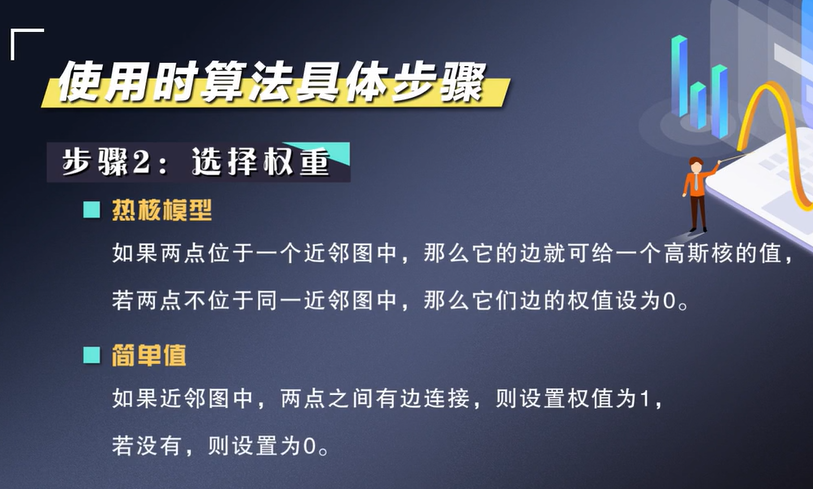 使用时算法具体步骤
步骤2：选择权重
热核模型
如果两点位于一个近邻图中，那么它的边就可给一个高斯核的值，
若两点不位于同一近邻图中，那么它们边的权值设为0。
简单值
如果近邻图中，两点之间有边连接，则设置权值为1，
若没有，则设置为0。